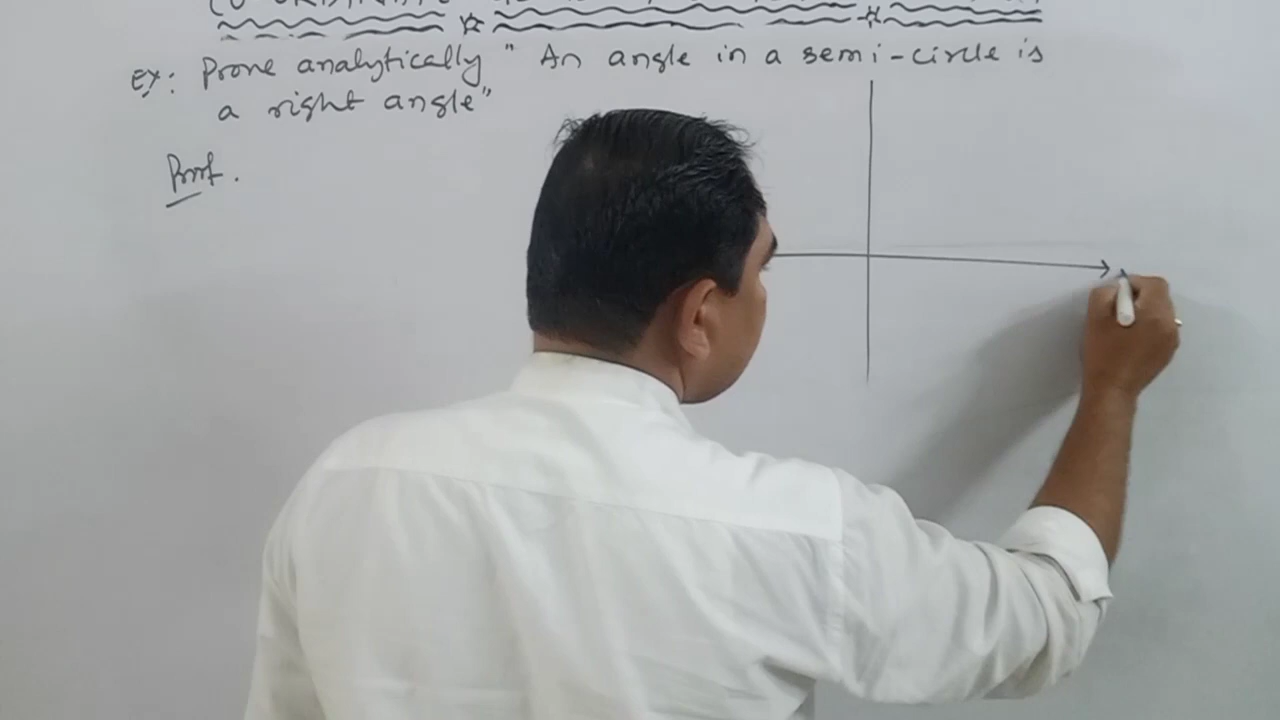 Ex: Prove analytically " An angle in a semi-circle is
a right angle"
Proof.